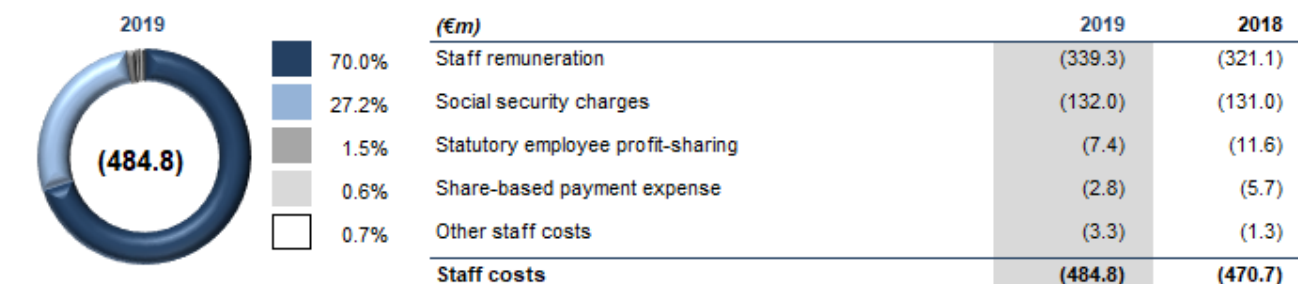 2019
(484.8)
(€m) 2019 2018
70.0% Staff remuneration (339.3) (321.1)
27.2% Social security charges (132.0) (131.0)
1.5% Statutory employee profit-sharing (7.4) (11.6)
0.6% Share-based payment expense (2.8) (5.7)
0.7% Other staff costs (3.3) (1.3)
Staff costs (484.8) (470.7)